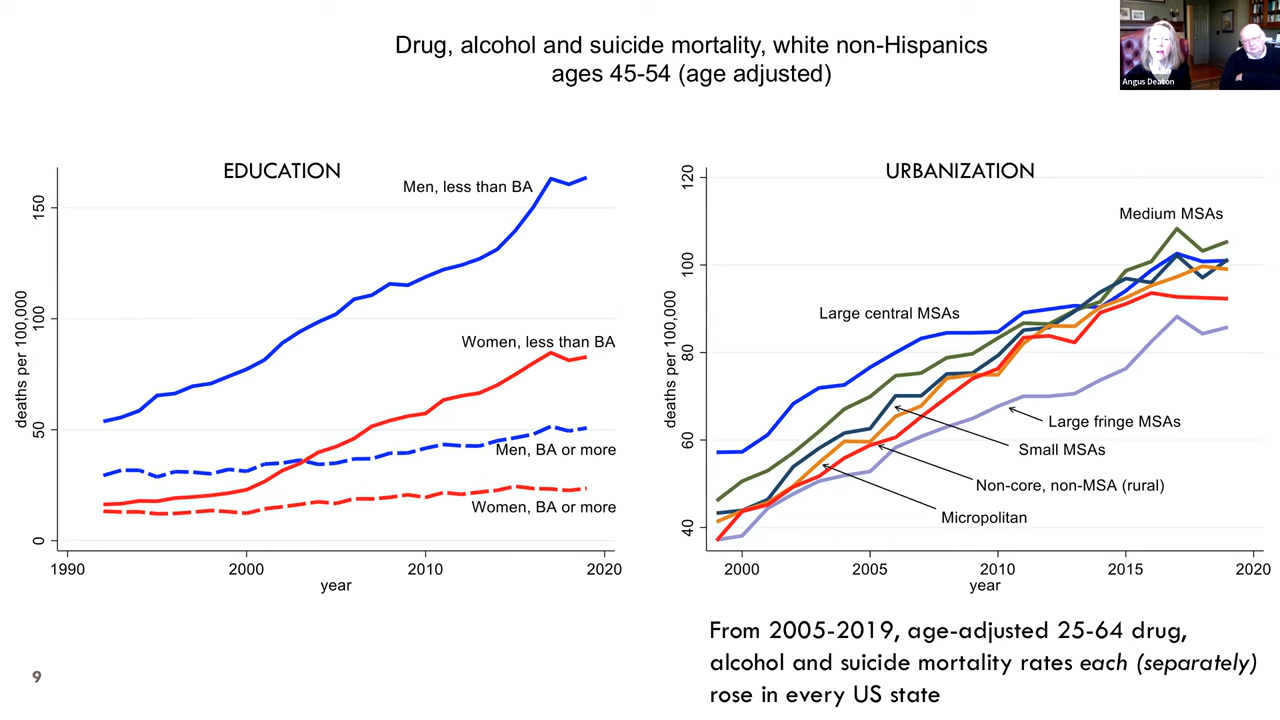 Drug, alcohol and suicide mortality, white non-Hispanics
ages 45-54 (age adjusted)
Angus Deaton
EDUCATION
deaths per 100,000
150
100
50
0
Men, less than BA
Women, less than BA
Men, BA or more
Women, BA or more
1990
2000
2010
2020
year
URBANIZATION
deaths per 100,000
120
100
80
60
40
Medium MSAs
Large central MSAs
Large fringe MSAs
Small MSAs
Non-core, non-MSA (rural)
Micropolitan
2000
2005
2010
2015
2020
year
From 2005-2019, age-adjusted 25-64 drug,
alcohol and suicide mortality rates each (separately)
rose in every US state
9